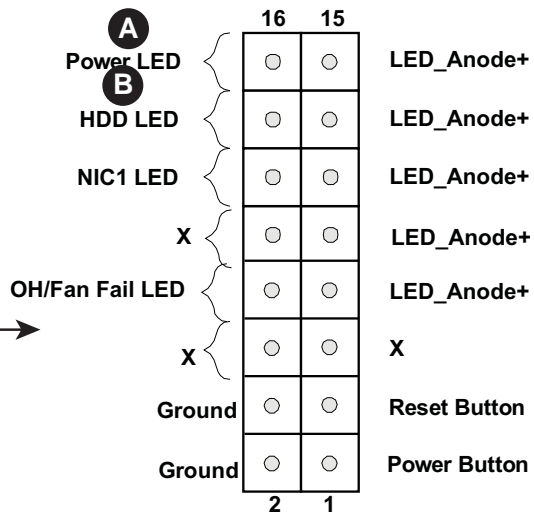 A
16 15
Power LED LED_Anode+
B
HDD LED LED_Anode+
NIC1 LED LED_Anode+
X LED_Anode+
OH/Fan Fail LED LED_Anode+
X X
Ground Reset Button
Ground Power Button
2 1